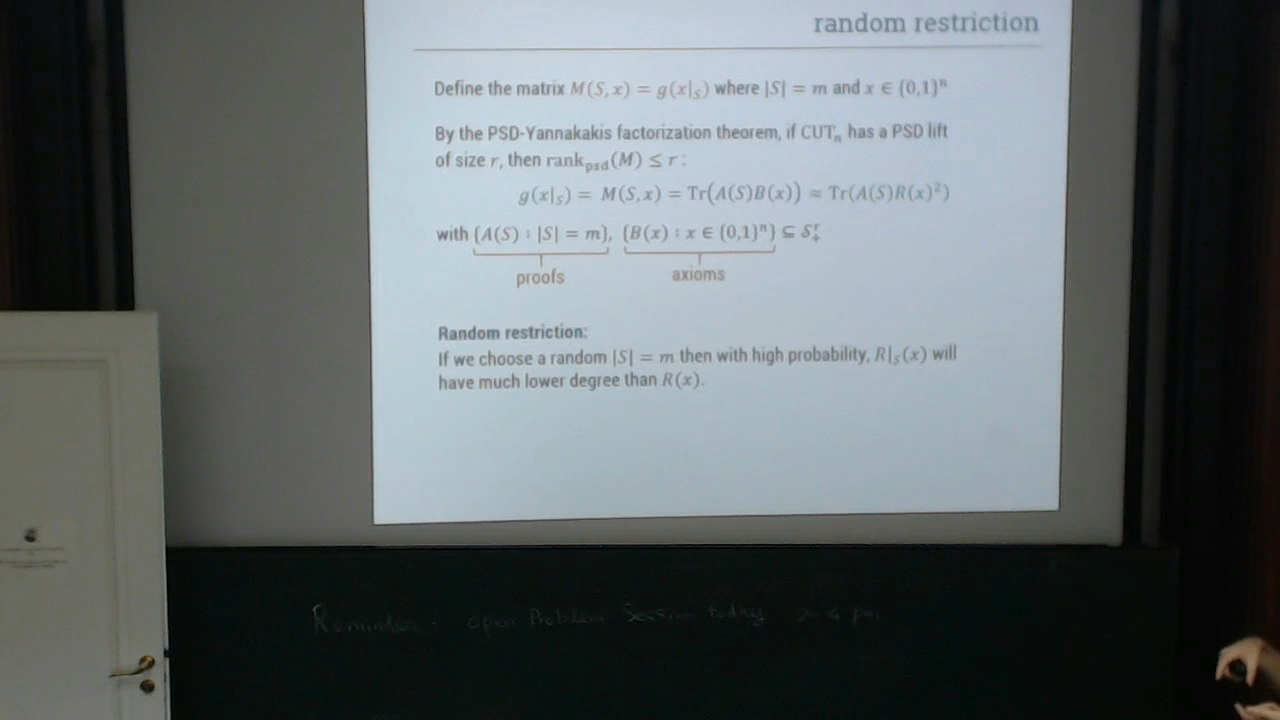 random restriction
Define the matrix M(S, x) = g(x|_S) where |S| = m and x ∈ {0,1}^n
By the PSD-Yannakakis factorization theorem, if CUT_n has a PSD lift
of size r, then rank_psd(M) ≤ r :
g(x|_S) = M(S, x) = Tr(A(S)B(x)) ≈ Tr(A(S)R(x)^2)
with {A(S) : |S| = m}, {B(x) : x ∈ {0,1}^n} ⊆ S_+^r
proofs axioms
Random restriction:
If we choose a random |S| = m then with high probability, R|_S(x) will
have much lower degree than R(x).
Reminder: Open Problem Session today